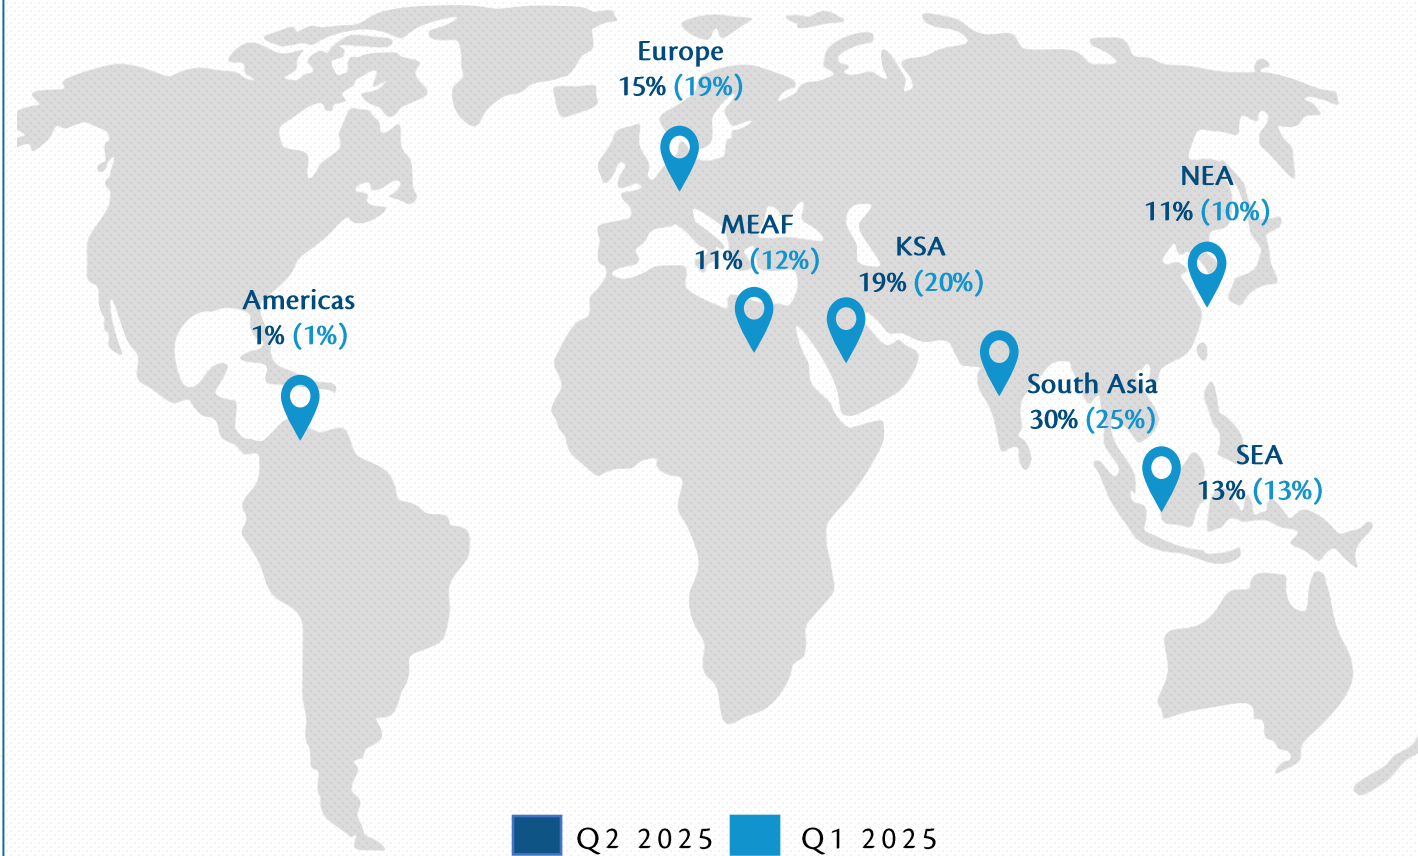 Europe
15% (19%)
NEA
11% (10%)
MEAF
11% (12%)
KSA
19% (20%)
Americas
1% (1%)
South Asia
30% (25%)
SEA
13% (13%)
Q2 2025
Q1 2025